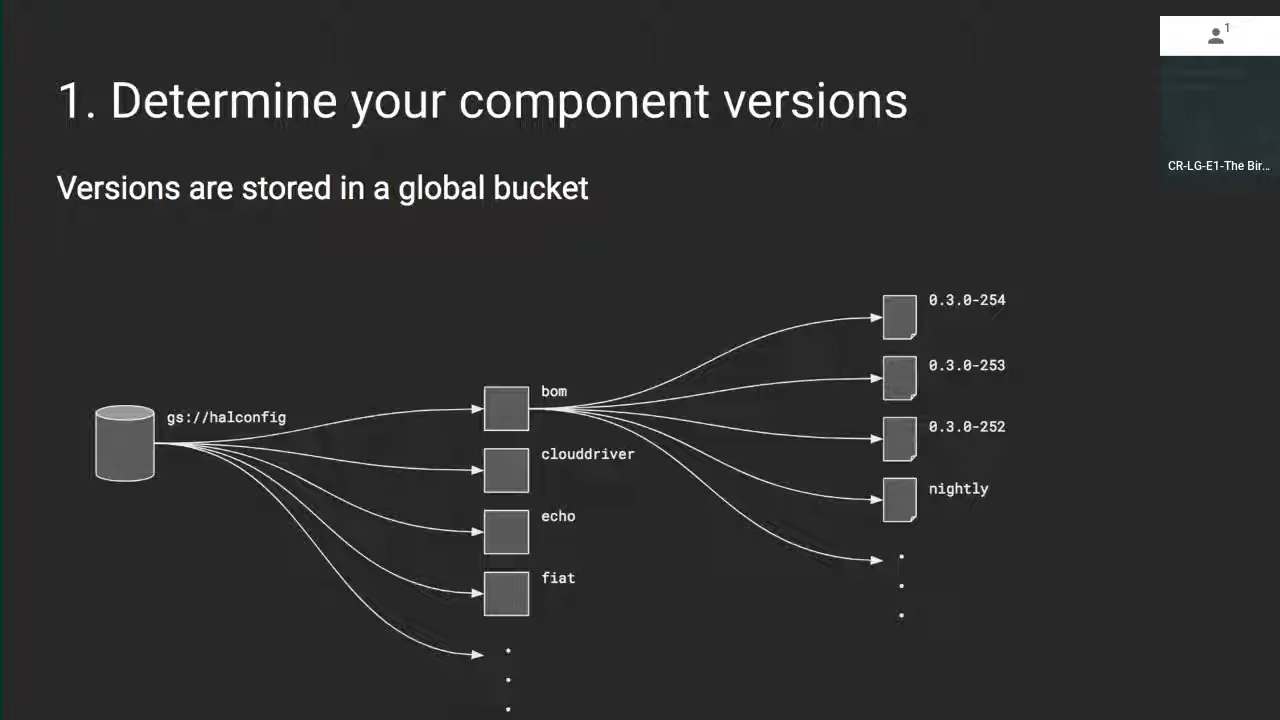 1. Determine your component versions
Versions are stored in a global bucket
gs://halconfig
bom
clouddriver
echo
fiat
0.3.0-254
0.3.0-253
0.3.0-252
nightly
1
CR-LG-E1-The Bir...